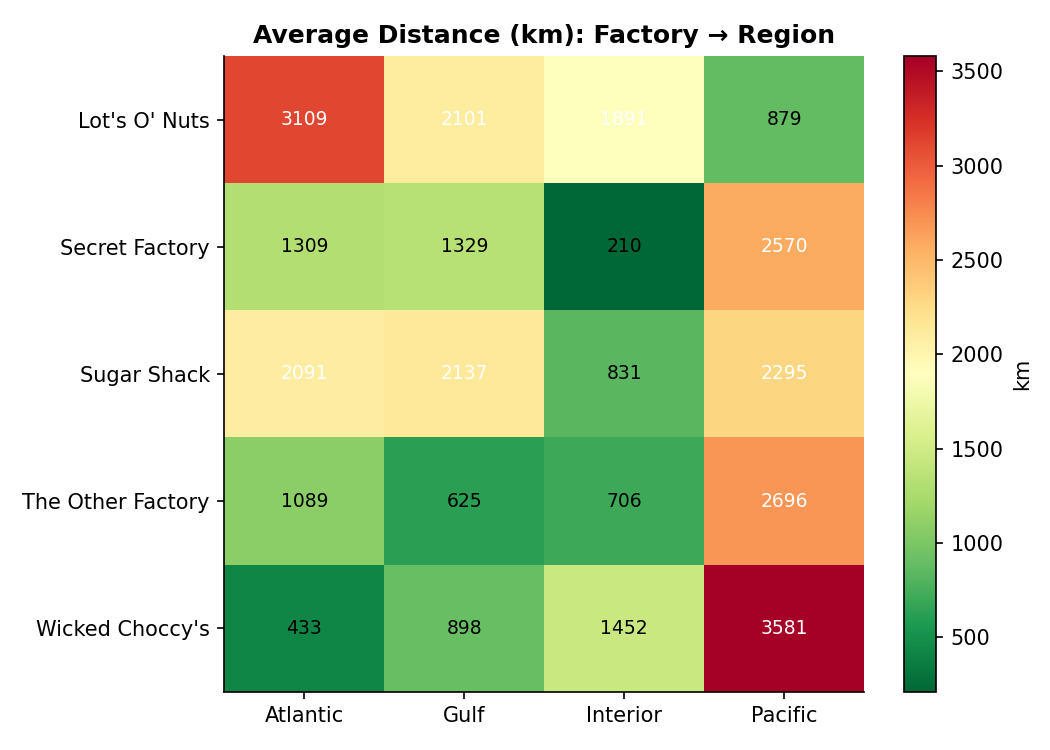 Average Distance (km): Factory → Region
Lot's O' Nuts 3109 2101 1891 879
Secret Factory 1309 1329 210 2570
Sugar Shack 2091 2137 831 2295
The Other Factory 1089 625 706 2696
Wicked Choccy's 433 898 1452 3581
Atlantic Gulf Interior Pacific
3500
3000
2500
2000
1500
1000
500
km